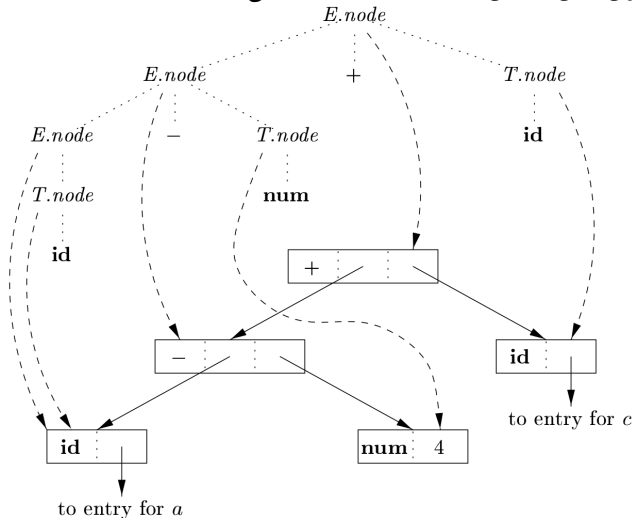 E.node
E.node + T.node
E.node − T.node id
T.node num
id
+
− id
to entry for c
id num 4
to entry for a